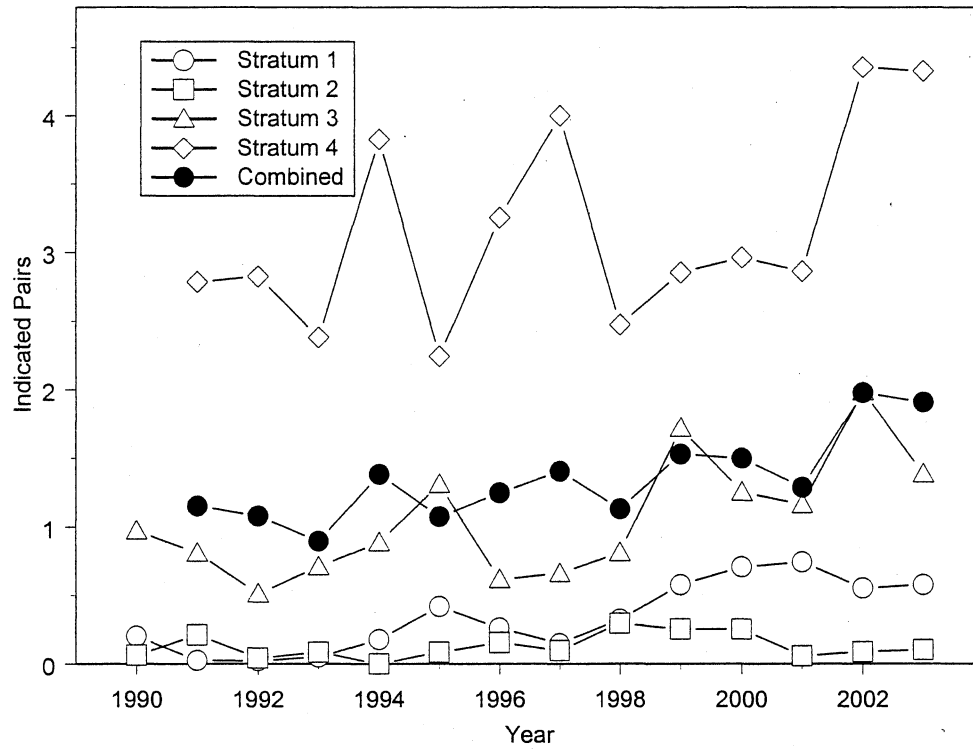 Stratum 1
Stratum 2
Stratum 3
Stratum 4
Combined
Indicated Pairs
4
3
2
1
0
1990 1992 1994 1996 1998 2000 2002
Year